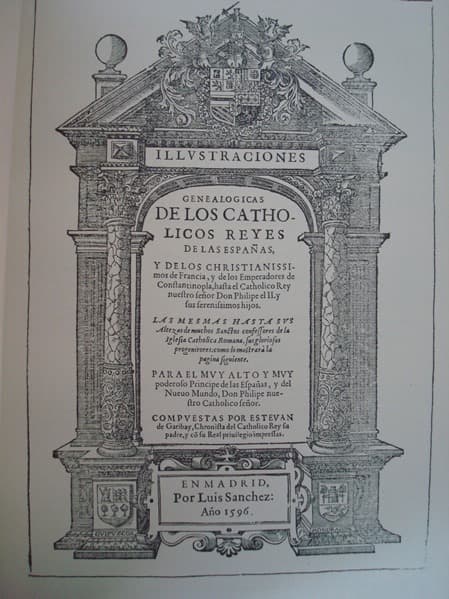 ILLVSTRACIONES
GENEALOGICAS
DE LOS CATHO-
LICOS REYES
DE LAS ESPAÑAS,
Y DE LOS CHRISTIANISSI-
mos de Francia, y de los Emperadores de
Constantinopla, hasta el Catholico Rey
nuestro señor Don Philipe el II. y
sus serenissimos hijos.
LAS MESMAS HASTA SVS
Altezas de muchos Sanctos confessores de la
Iglesia Catholica Romana, sus gloriosos
progenitores: como lo mostrarà la
pagina siguiente.
PARA EL MVY ALTO Y MVY
poderoso Principe de las Españas, y del
Nueuo Mundo, Don Philipe nue-
stro Catholico señor.
COMPVESTAS POR ESTEVAN
de Garibay, Chronista del Catholico Rey su
padre, y cõ su Real priuilegio impressas.
EN MADRID,
Por Luis Sanchez:
Año 1596.